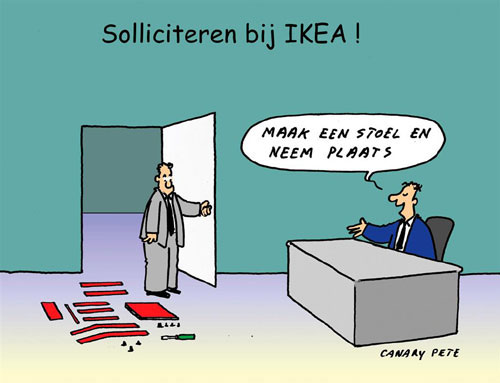 Solliciteren bij IKEA !
MAAK EEN STOEL EN
NEEM PLAATS
CANARY PETE